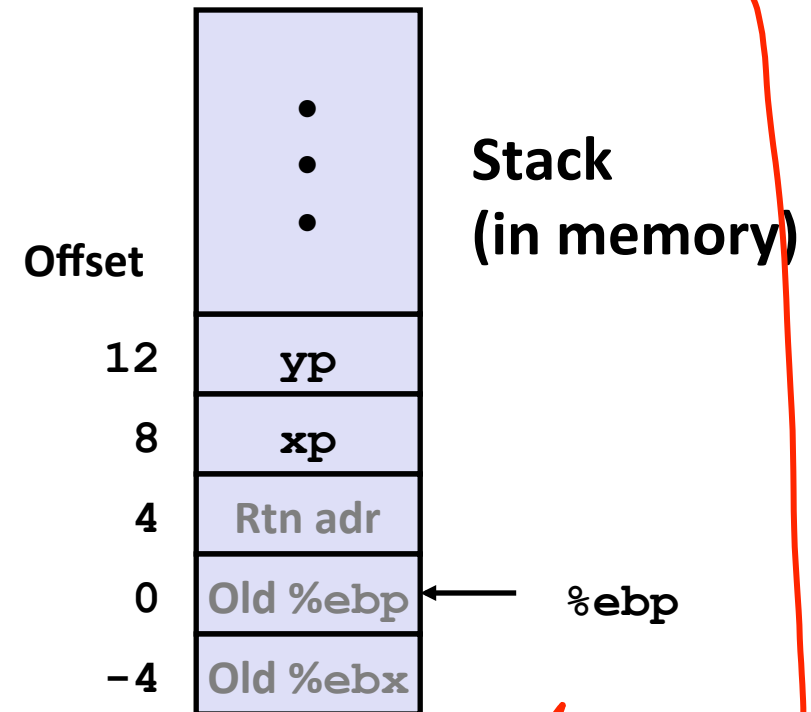 Stack
(in memory)
Offset
12 yp
8 xp
4 Rtn adr
0 Old %ebp %ebp
-4 Old %ebx